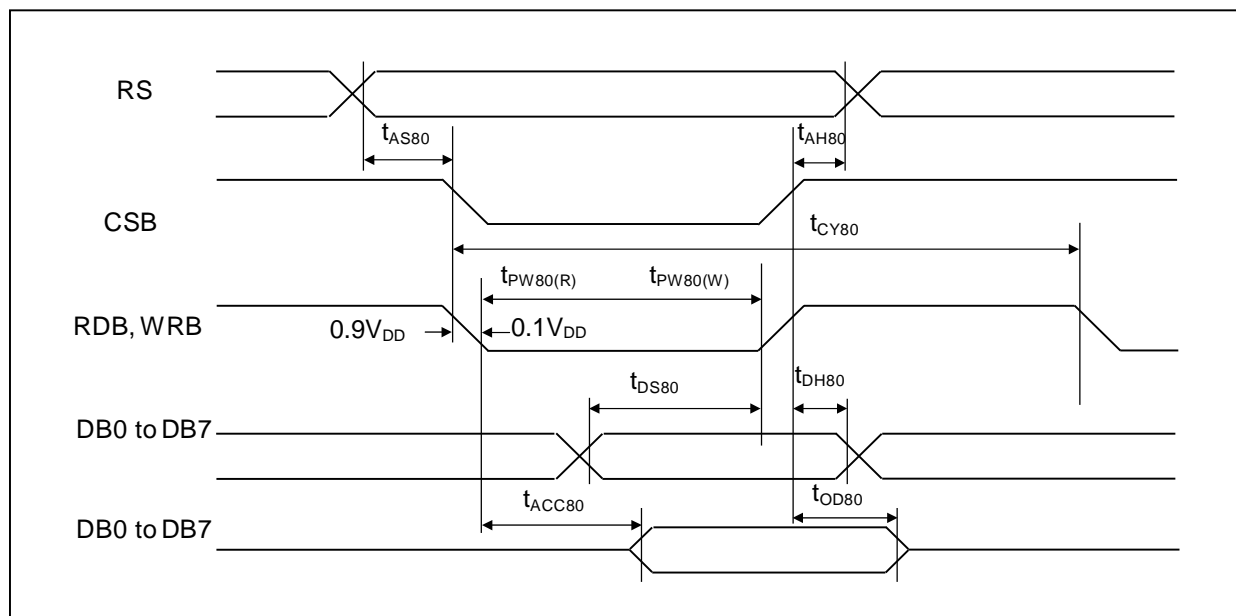 RS
tAS80 tAH80
CSB
tCY80
tPW80(R) tPW80(W)
RDB, WRB
0.9VDD 0.1VDD
tDS80 tDH80
DB0 to DB7
tACC80 tOD80
DB0 to DB7